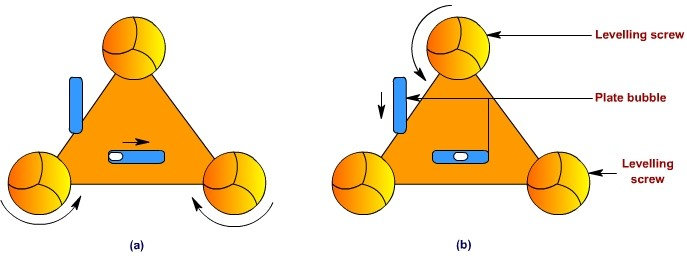 Levelling screw
Plate bubble
Levelling
screw
(a)
(b)